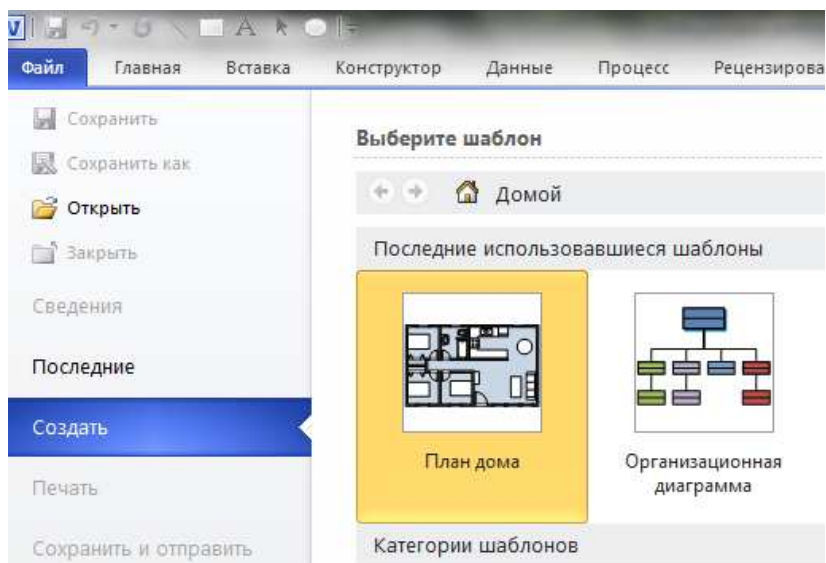 Файл Главная Вставка Конструктор Данные Процесс Рецензирова
Сохранить
Сохранить как
Открыть
Закрыть
Сведения
Последние
Создать
Печать
Сохранить и отправить
Выберите шаблон
Домой
Последние использовавшиеся шаблоны
План дома
Организационная
диаграмма
Категории шаблонов